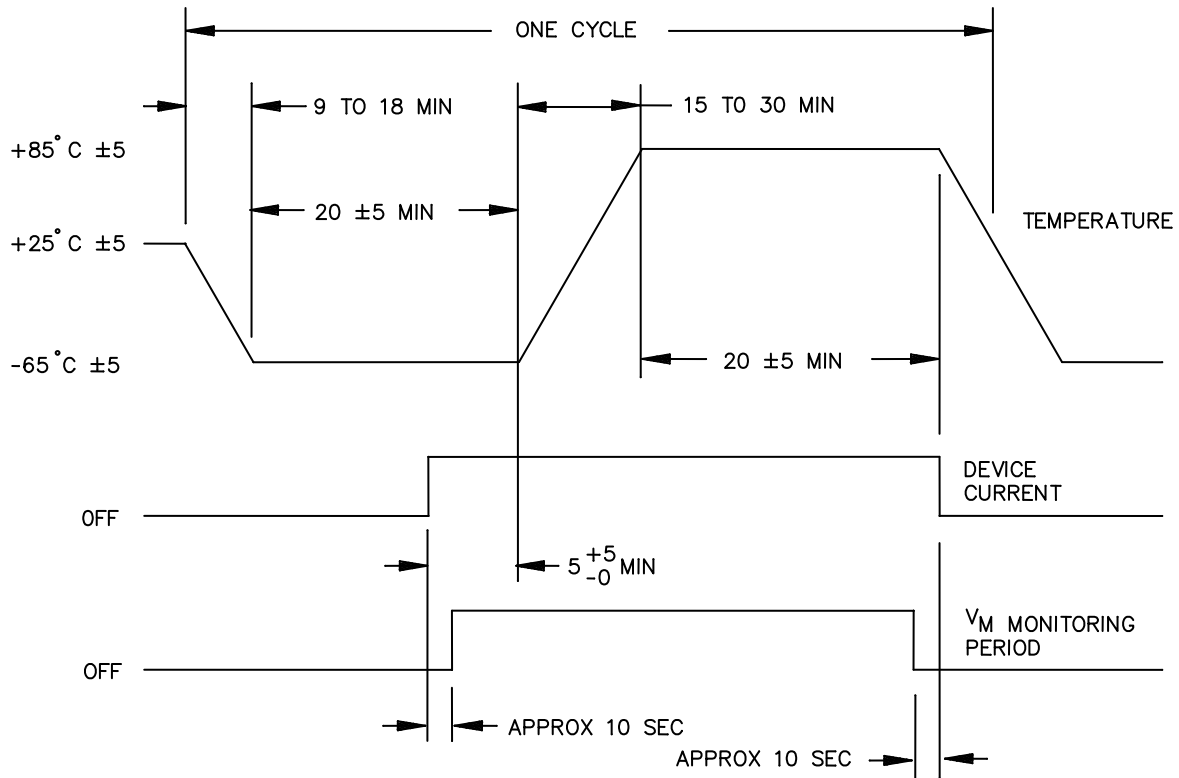 ONE CYCLE
9 TO 18 MIN
15 TO 30 MIN
+85°C ±5
20 ±5 MIN
TEMPERATURE
+25°C ±5
-65°C ±5
20 ±5 MIN
DEVICE
CURRENT
OFF
5 +5 -0 MIN
VM MONITORING
PERIOD
OFF
APPROX 10 SEC
APPROX 10 SEC